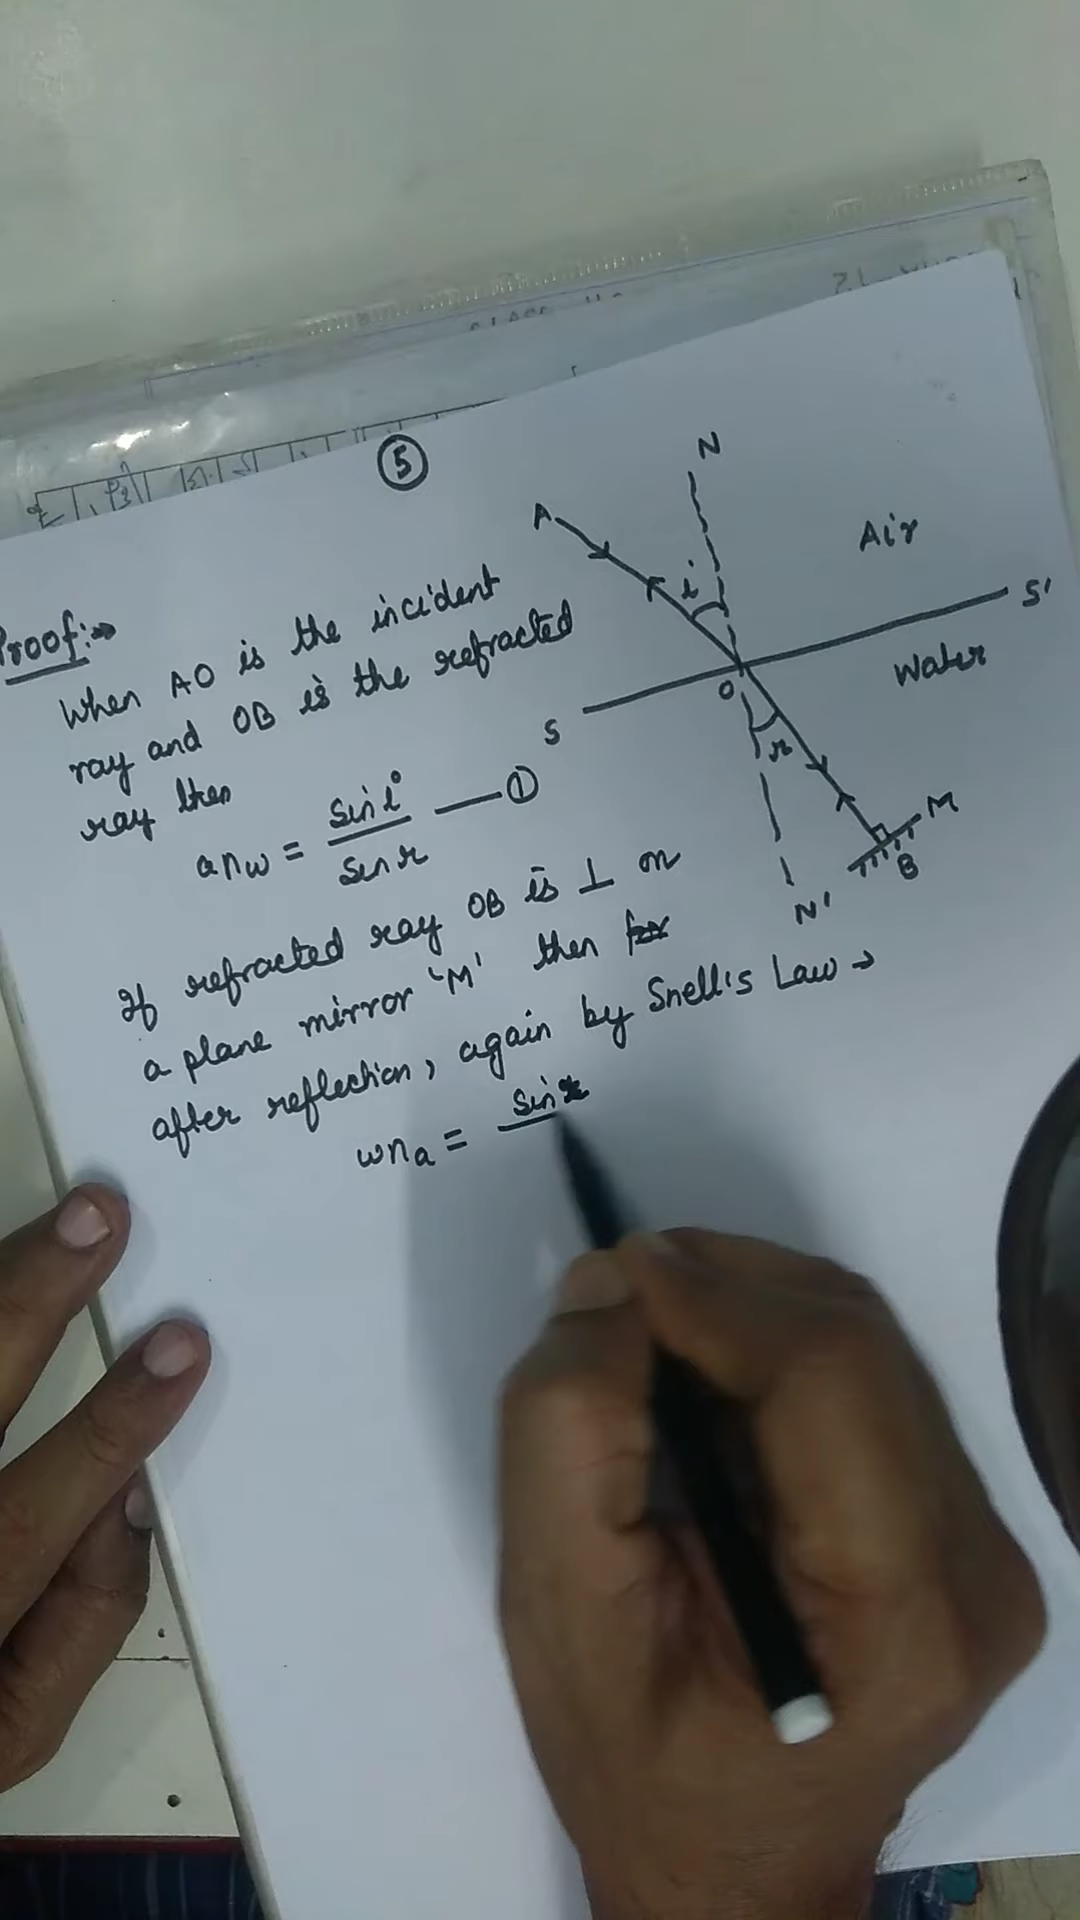 5
Proof:→
When AO is the incident
ray and OB is the refracted
ray then
anw = sin i / sin r — 1
If refracted ray OB is ⊥ on
a plane mirror 'M' then
after reflection, again by Snell's Law →
wna = sin r
N
A
i
Air
S'
Water
O
S
r
M
B
N'